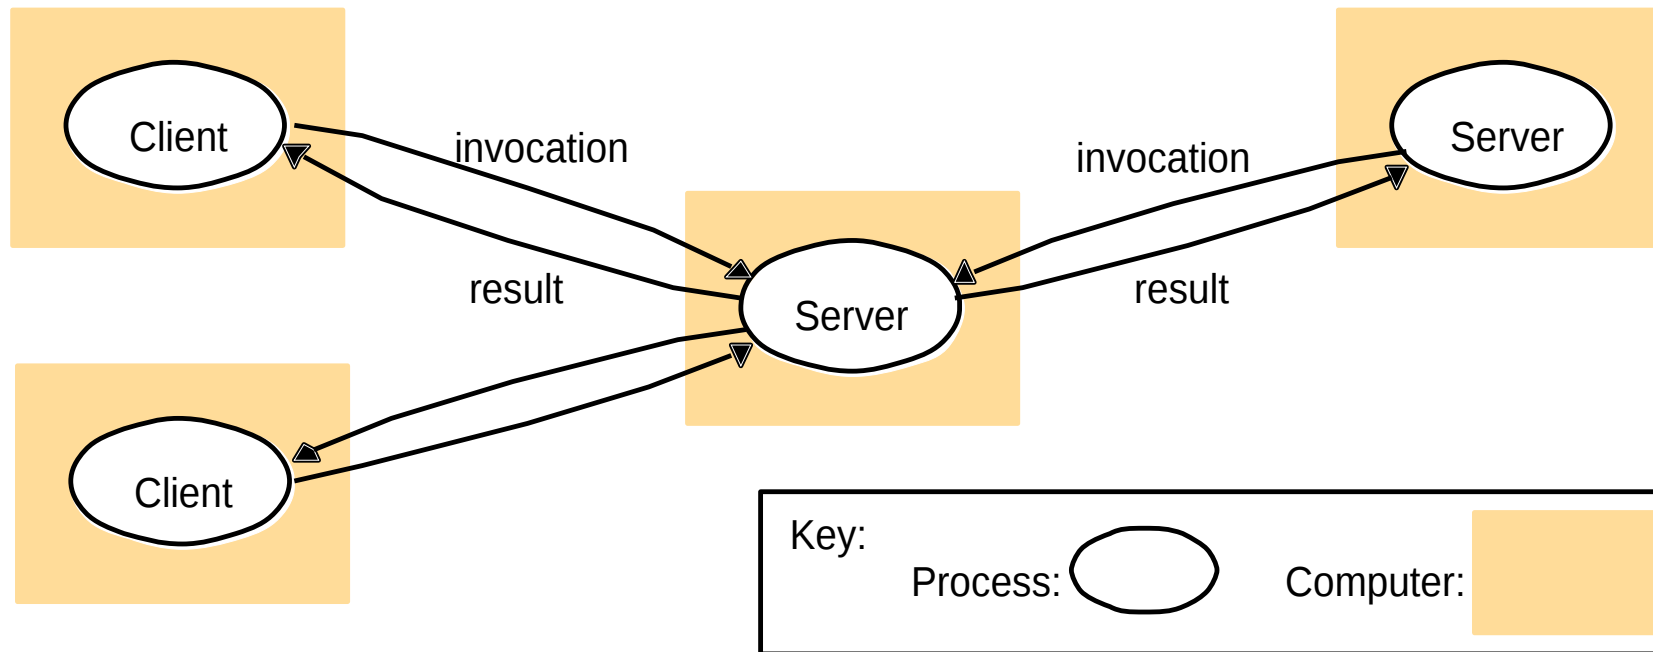 Client
invocation
invocation
Server
result
Server
result
Client
Key:
Process:
Computer: